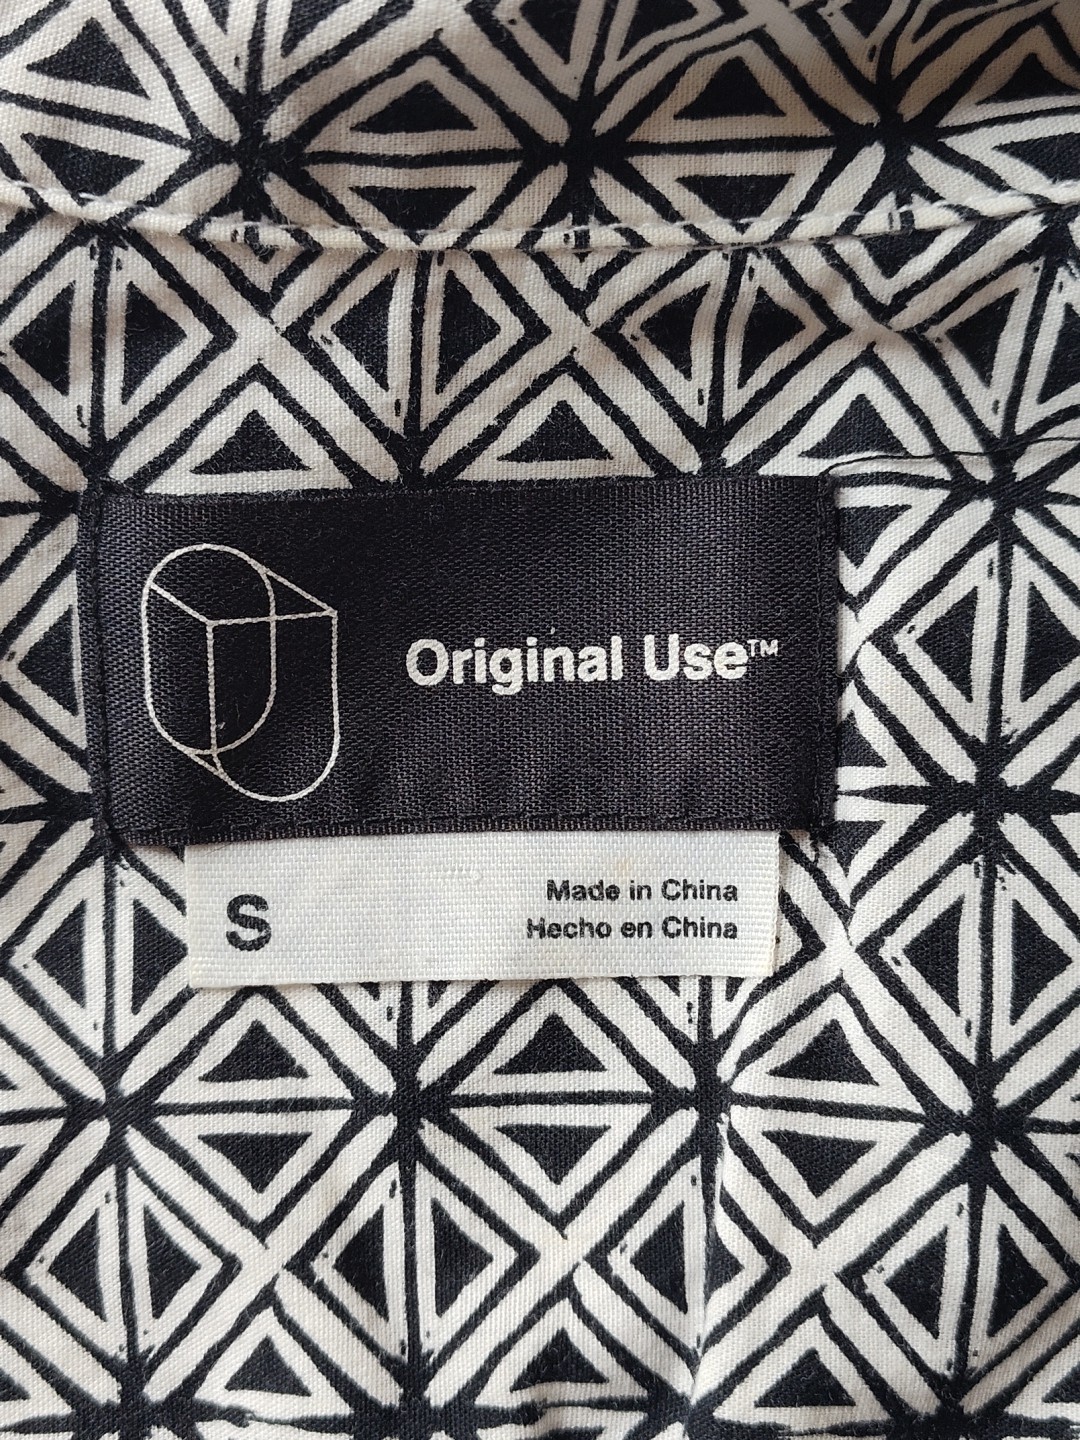 Original Use™
S
Made in China
Hecho en China